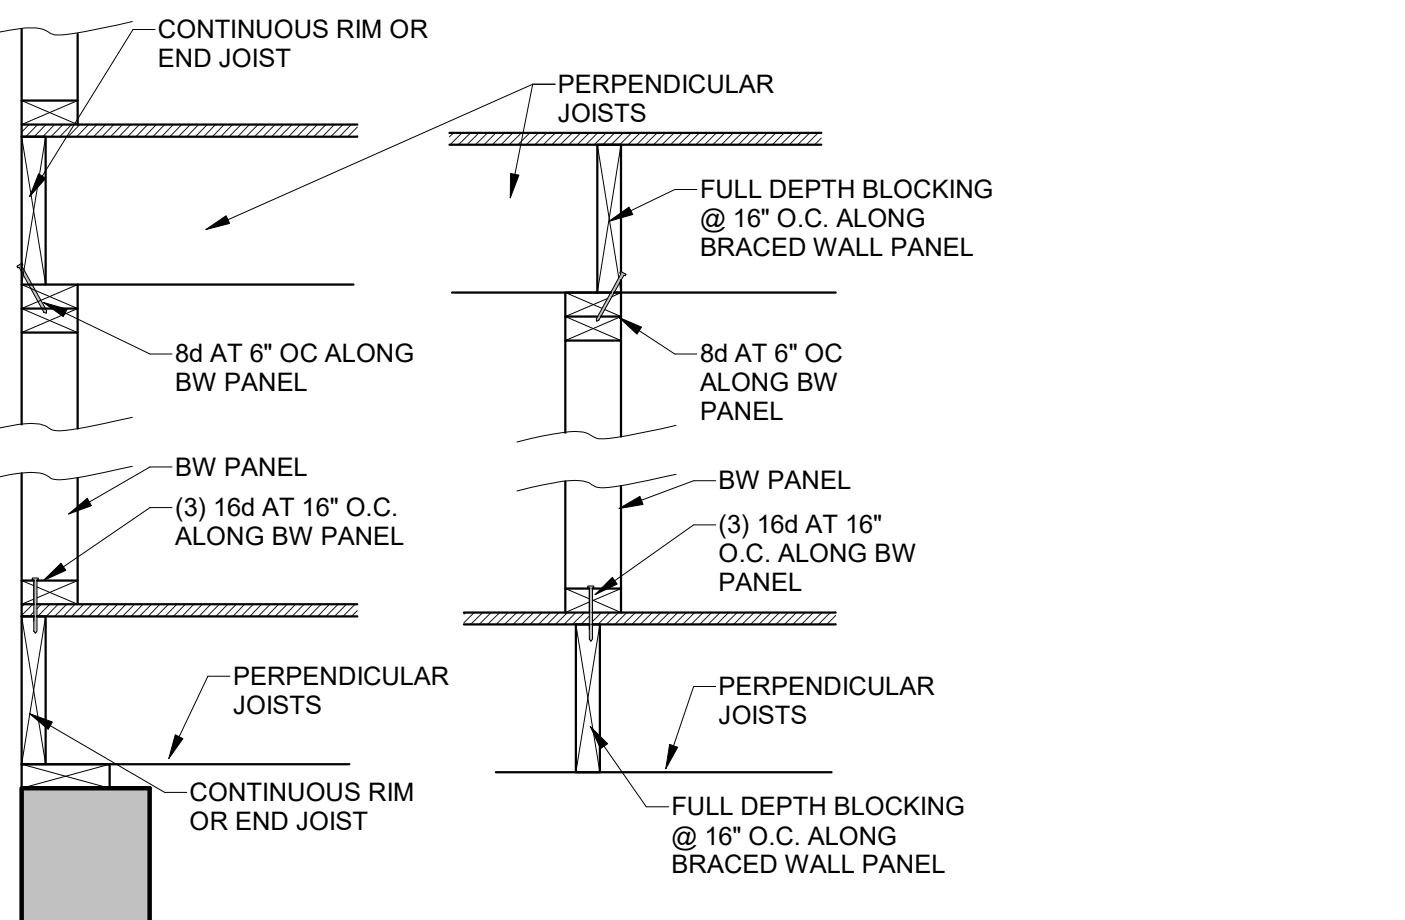 CONTINUOUS RIM OR
END JOIST
PERPENDICULAR
JOISTS
FULL DEPTH BLOCKING
@ 16" O.C. ALONG
BRACED WALL PANEL
8d AT 6" OC ALONG
BW PANEL
8d AT 6" OC
ALONG BW
PANEL
BW PANEL
(3) 16d AT 16" O.C.
ALONG BW PANEL
BW PANEL
(3) 16d AT 16"
O.C. ALONG BW
PANEL
PERPENDICULAR
JOISTS
PERPENDICULAR
JOISTS
CONTINUOUS RIM
OR END JOIST
FULL DEPTH BLOCKING
@ 16" O.C. ALONG
BRACED WALL PANEL